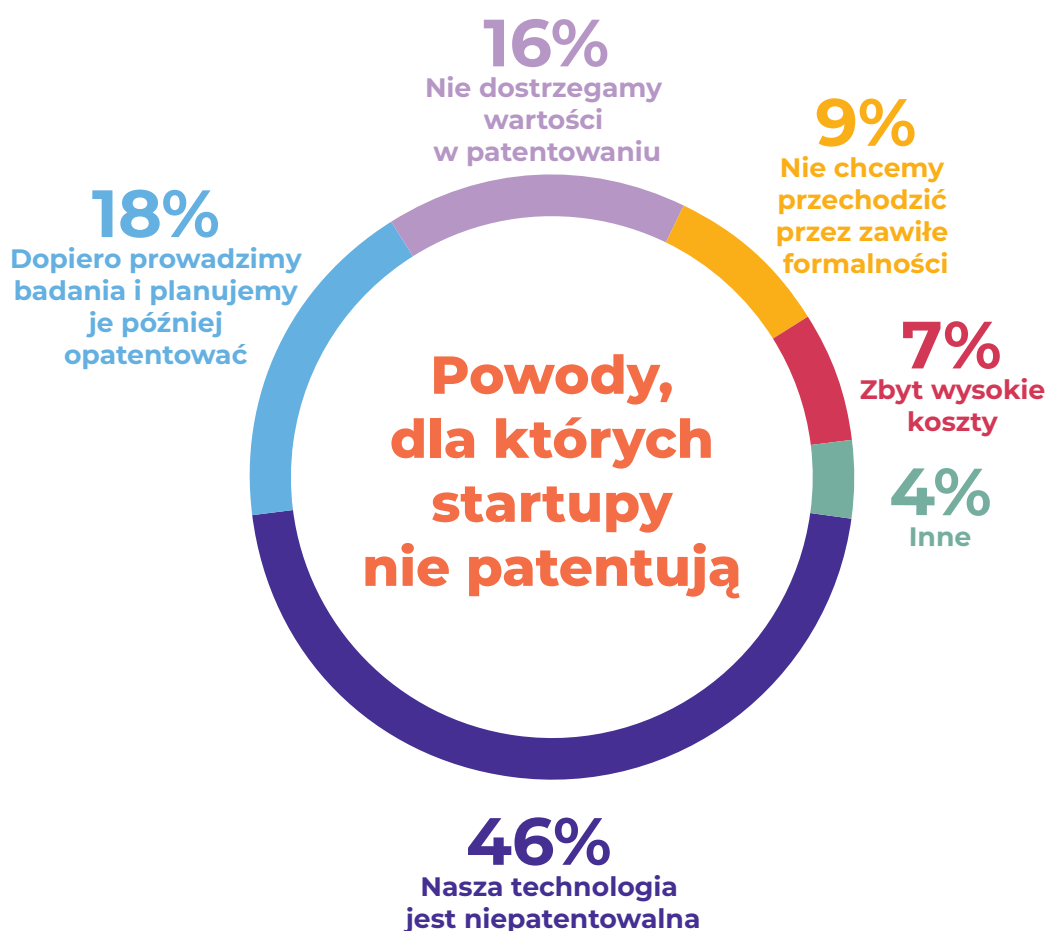 16%
Nie dostrzegamy
wartości
w patentowaniu
9%
Nie chcemy
przechodzić
przez zawiłe
formalności
18%
Dopiero prowadzimy
badania i planujemy
je później
opatentować
7%
Zbyt wysokie
koszty
Powody,
dla których
startupy
nie patentują
4%
Inne
46%
Nasza technologia
jest niepatentowalna